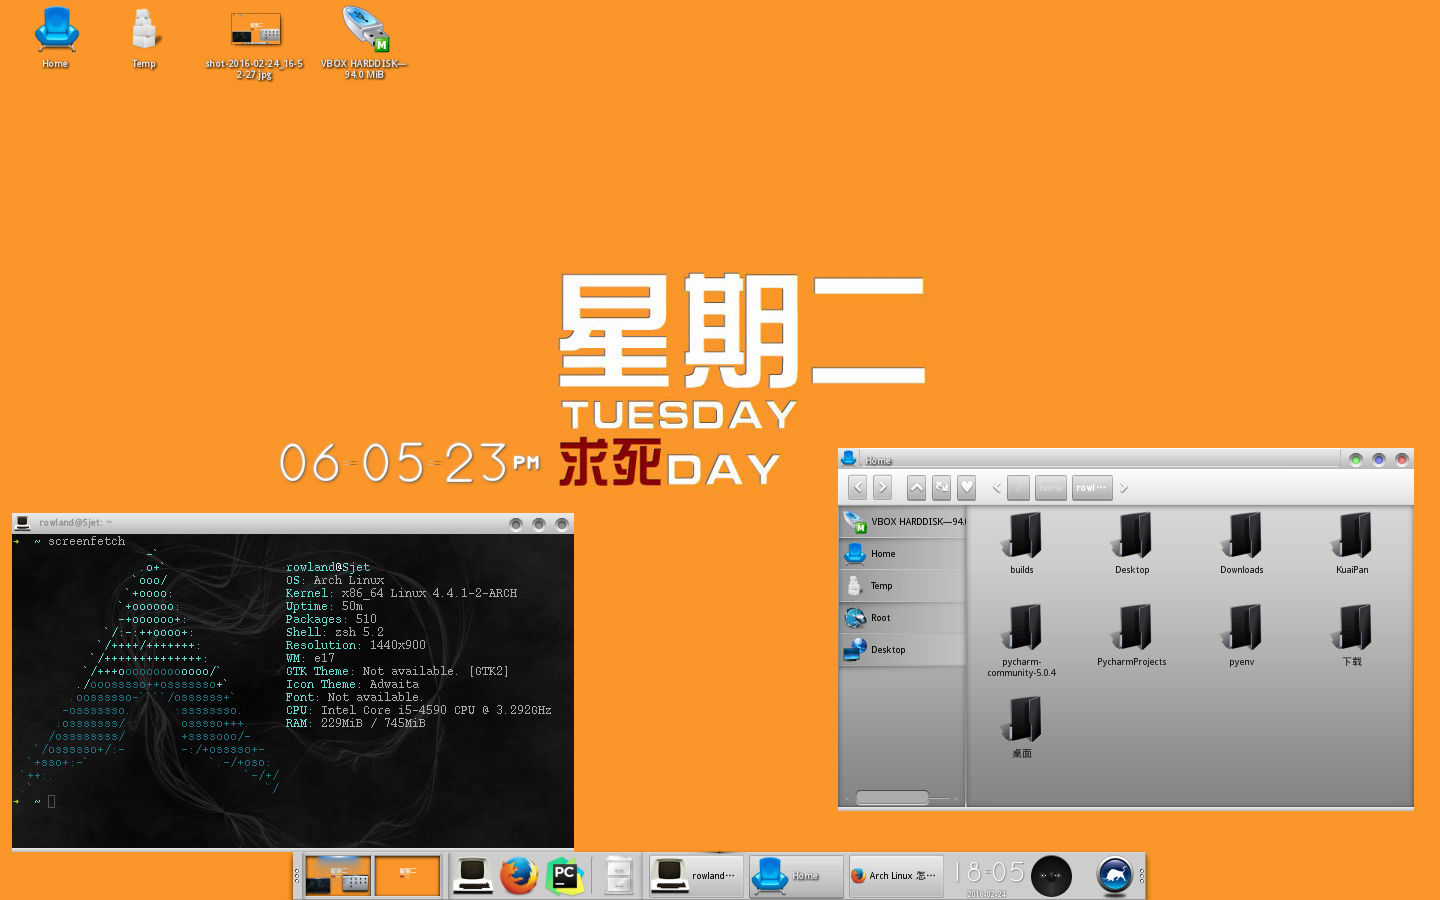 Home
Temp
shot-2016-02-24_16-5
2-27.jpg
VBOX HARDDISK—
94.0 MiB
星期二
TUESDAY
求死DAY
06=05=23PM
rowland@Sjet: ~
→ ~ screenfetch
rowland@Sjet
OS: Arch Linux
Kernel: x86_64 Linux 4.4.1-2-ARCH
Uptime: 50m
Packages: 510
Shell: zsh 5.2
Resolution: 1440x900
WM: e17
GTK Theme: Not available. [GTK2]
Icon Theme: Adwaita
Font: Not available.
CPU: Intel Core i5-4590 CPU @ 3.292GHz
RAM: 229MiB / 745MiB
→ ~
Home
/
home
rowl…
VBOX HARDDISK—94.0
Home
Temp
Root
Desktop
builds
Desktop
Downloads
KuaiPan
pycharm-
community-5.0.4
PycharmProjects
pyenv
下载
桌面
PC
rowland…
Home
Arch Linux 怎…
18=05
2016-02-24